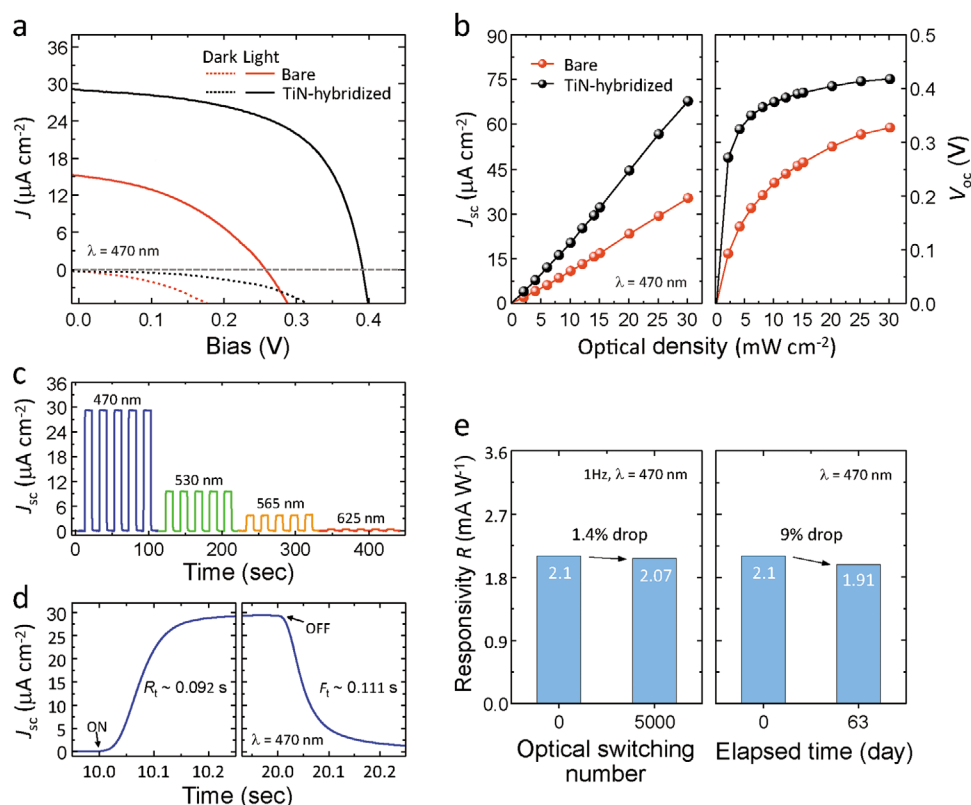 a
36
30
24
18
12
6
0
J (µA cm-2)
Dark Light
Bare
TiN-hybridized
λ = 470 nm
0.0 0.1 0.2 0.3 0.4
Bias (V)
b
90
75
60
45
30
15
0
Jsc (µA cm-2)
Bare
TiN-hybridized
λ = 470 nm
0 5 10 15 20 25 30
0 5 10 15 20 25 30
Optical density (mW cm-2)
0.5
0.4
0.3
0.2
0.1
0.0
Voc (V)
c
36
30
24
18
12
6
0
Jsc (µA cm-2)
470 nm
530 nm
565 nm
625 nm
0 100 200 300 400
Time (sec)
d
30
25
20
15
10
5
0
Jsc (µA cm-2)
ON
Rt ~ 0.092 s
OFF
Ft ~ 0.111 s
λ = 470 nm
10.0 10.1 10.2 20.0 20.1 20.2
Time (sec)
e
3.6
2.7
1.8
0.9
0.0
Responsivity R (mA W-1)
1Hz, λ = 470 nm
1.4% drop
2.1 2.07
0 5000
Optical switching
number
λ = 470 nm
9% drop
2.1 1.91
0 63
Elapsed time (day)